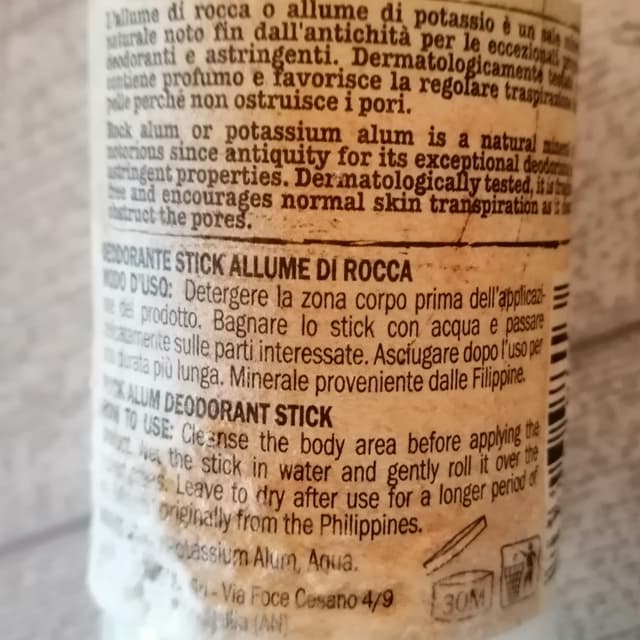 L'allume di rocca o allume di potassio è un sale
naturale noto fin dall'antichità per le eccezionali
deodoranti e astringenti. Dermatologicamente
contiene profumo e favorisce la regolare
pelle perché non ostruisce i pori.
Rock alum or potassium alum is a natural
notorious since antiquity for its exceptional
astringent properties. Dermatologically tested, it is
free and encourages normal skin transpiration as it
obstruct the pores.
DEODORANTE STICK ALLUME DI ROCCA
MODO D'USO: Detergere la zona corpo prima dell'applicazi-
del prodotto. Bagnare lo stick con acqua e passare
delicatamente sulle parti interessate. Asciugare dopo l'uso per
durata più lunga. Minerale proveniente dalle Filippine.
ROCK ALUM DEODORANT STICK
HOW TO USE: Cleanse the body area before applying the
the stick in water and gently roll it over the
Leave to dry after use for a longer period of
originally from the Philippines.
Potassium Alum, Aqua.
Srl - Via Foce Cesano 4/9
(AN)
30M